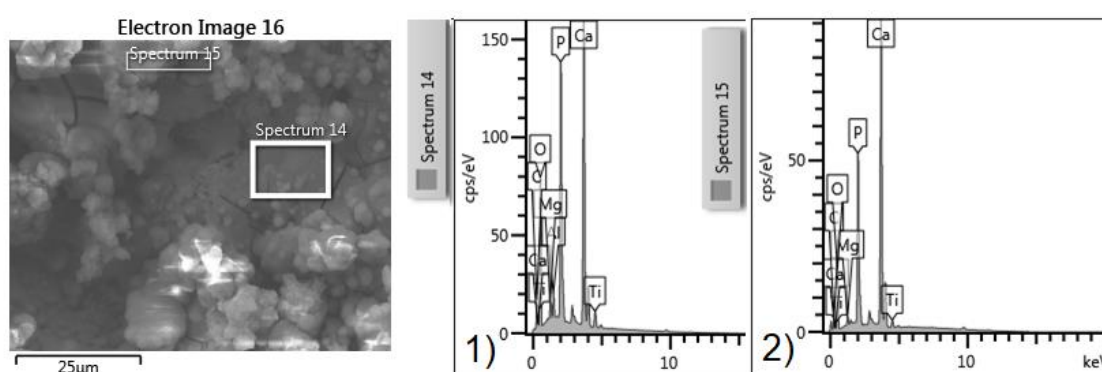 Electron Image 16
Spectrum 15
Spectrum 14
25µm
Spectrum 14
cps/eV
150
100
50
0
P
Ca
O
C
Mg
Al
Ca
Ti
Ti
0
10
1)
Spectrum 15
cps/eV
50
0
Ca
P
O
C
Mg
Ca
Ti
0
10
keV
2)